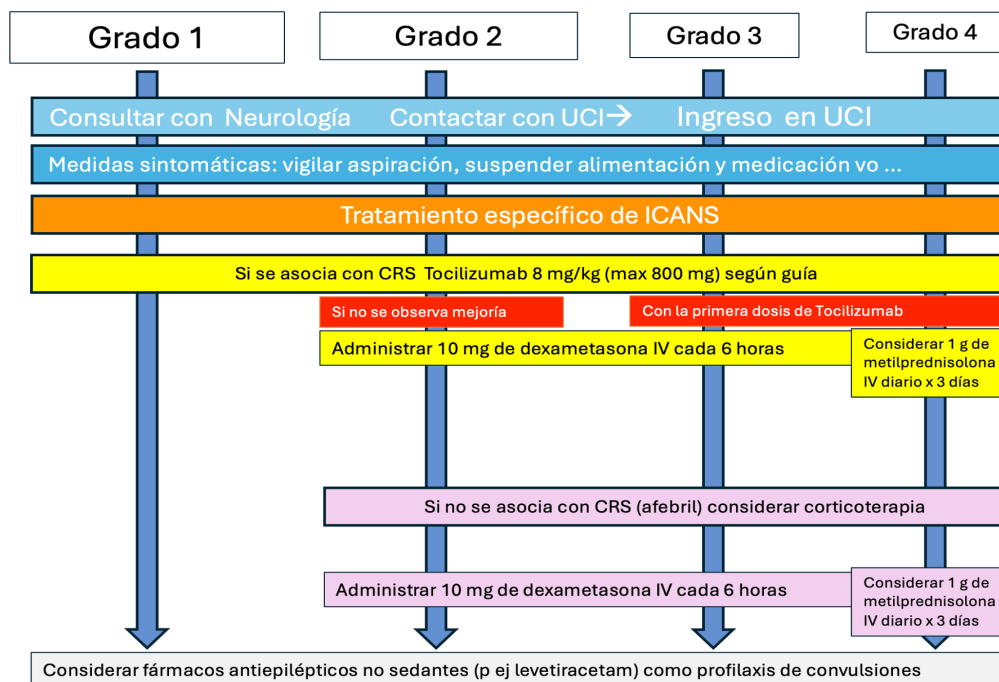 Grado 1
Grado 2
Grado 3
Grado 4
Consultar con Neurología
Contactar con UCI→
Ingreso en UCI
Medidas sintomáticas: vigilar aspiración, suspender alimentación y medicación vo ...
Tratamiento específico de ICANS
Si se asocia con CRS Tocilizumab 8 mg/kg (max 800 mg) según guía
Si no se observa mejoría
Con la primera dosis de Tocilizumab
Administrar 10 mg de dexametasona IV cada 6 horas
Considerar 1 g de
metilprednisolona
IV diario x 3 días
Si no se asocia con CRS (afebril) considerar corticoterapia
Administrar 10 mg de dexametasona IV cada 6 horas
Considerar 1 g de
metilprednisolona
IV diario x 3 días
Considerar fármacos antiepilépticos no sedantes (p ej levetiracetam) como profilaxis de convulsiones